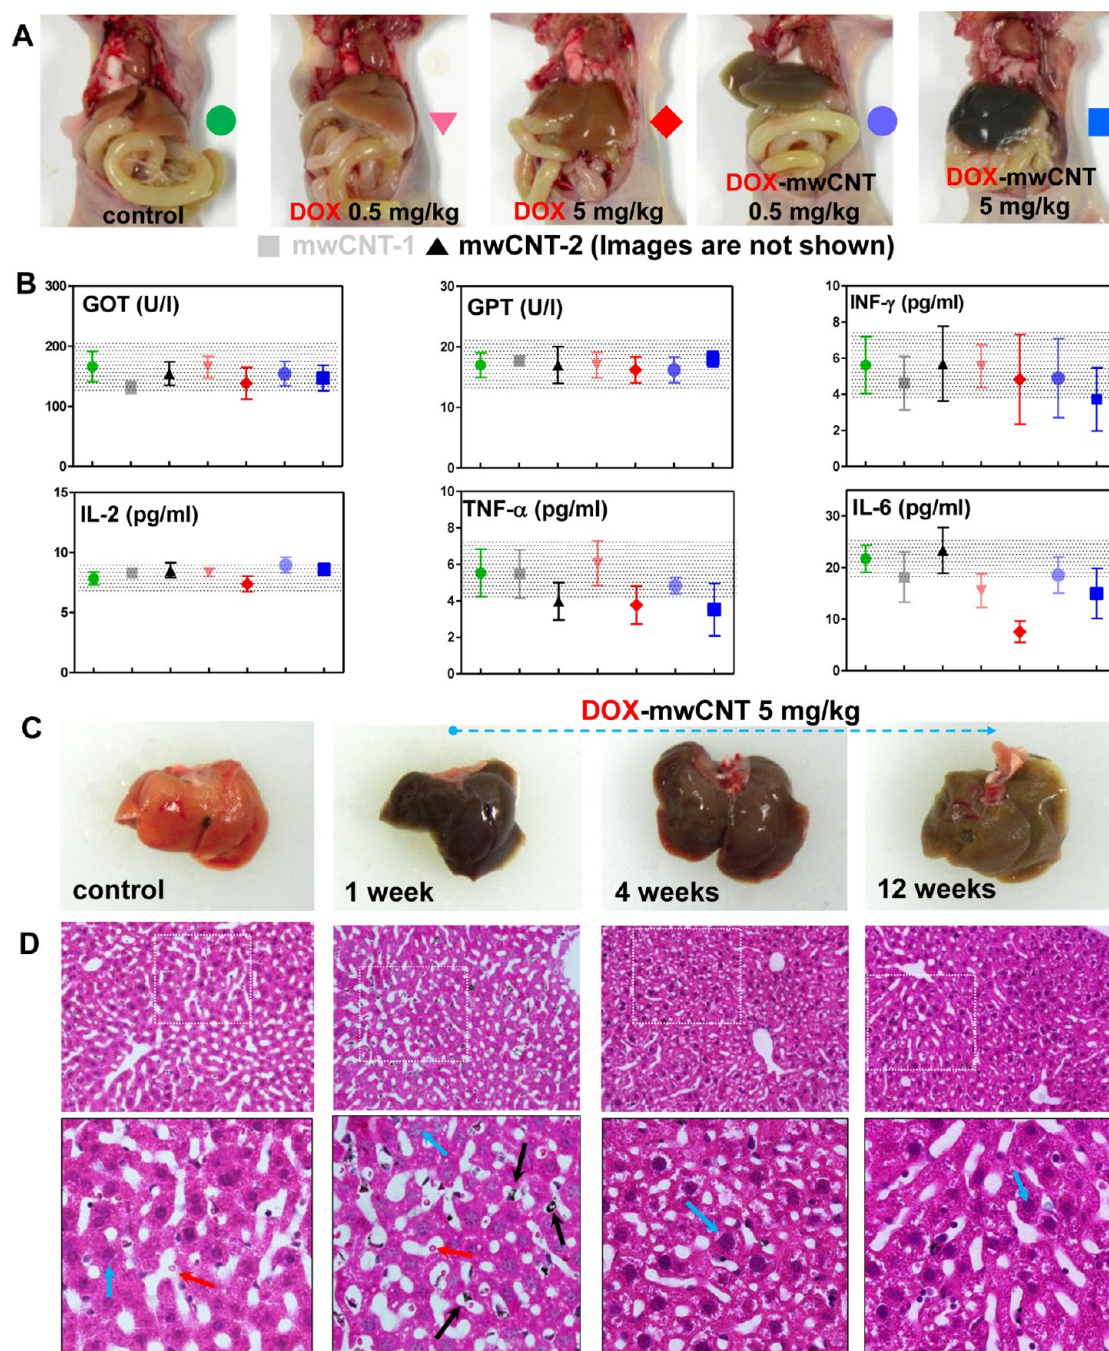 A
control
DOX 0.5 mg/kg
DOX 5 mg/kg
DOX-mwCNT
0.5 mg/kg
DOX-mwCNT
5 mg/kg
mwCNT-1 mwCNT-2 (Images are not shown)
B
GOT (U/l)
300
200
100
0
GPT (U/l)
30
20
10
0
INF-γ (pg/ml)
10
8
6
4
2
0
IL-2 (pg/ml)
15
10
5
0
TNF-α (pg/ml)
10
8
6
4
2
0
IL-6 (pg/ml)
30
20
10
0
DOX-mwCNT 5 mg/kg
C
control
1 week
4 weeks
12 weeks
D